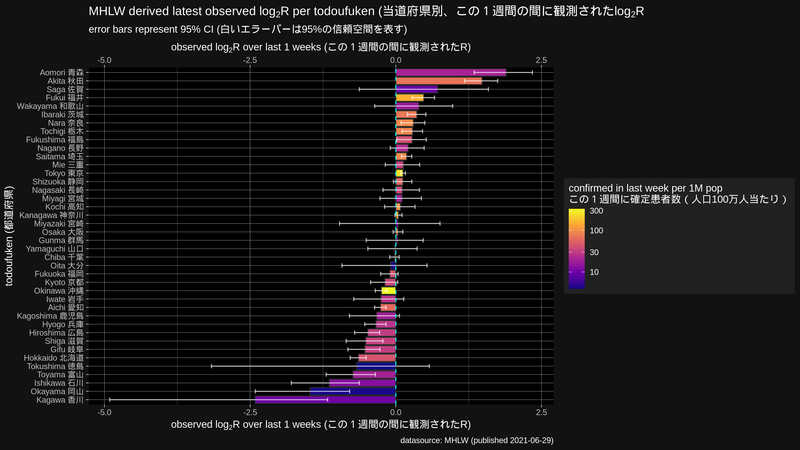 MHLW derived latest observed log₂R per todoufuken (当道府県別、この１週間の間に観測されたlog₂R
error bars represent 95% CI (白いエラーバーは95%の信頼空間を表す)
observed log₂R over last 1 weeks (この１週間の間に観測されたR)
-5.0 -2.5 0.0 2.5
todoufuken (都道府県)
Aomori 青森
Akita 秋田
Saga 佐賀
Fukui 福井
Wakayama 和歌山
Ibaraki 茨城
Nara 奈良
Tochigi 栃木
Fukushima 福島
Nagano 長野
Saitama 埼玉
Mie 三重
Tokyo 東京
Shizuoka 静岡
Nagasaki 長崎
Miyagi 宮城
Kochi 高知
Kanagawa 神奈川
Miyazaki 宮崎
Osaka 大阪
Gunma 群馬
Yamaguchi 山口
Chiba 千葉
Oita 大分
Fukuoka 福岡
Kyoto 京都
Okinawa 沖縄
Iwate 岩手
Aichi 愛知
Kagoshima 鹿児島
Hyogo 兵庫
Hiroshima 広島
Shiga 滋賀
Gifu 岐阜
Hokkaido 北海道
Tokushima 徳島
Toyama 富山
Ishikawa 石川
Okayama 岡山
Kagawa 香川
-5.0 -2.5 0.0 2.5
observed log₂R over last 1 weeks (この１週間の間に観測されたR)
datasource: MHLW (published 2021-06-29)
confirmed in last week per 1M pop
この１週間に確定患者数（人口100万人当たり）
300
100
30
10